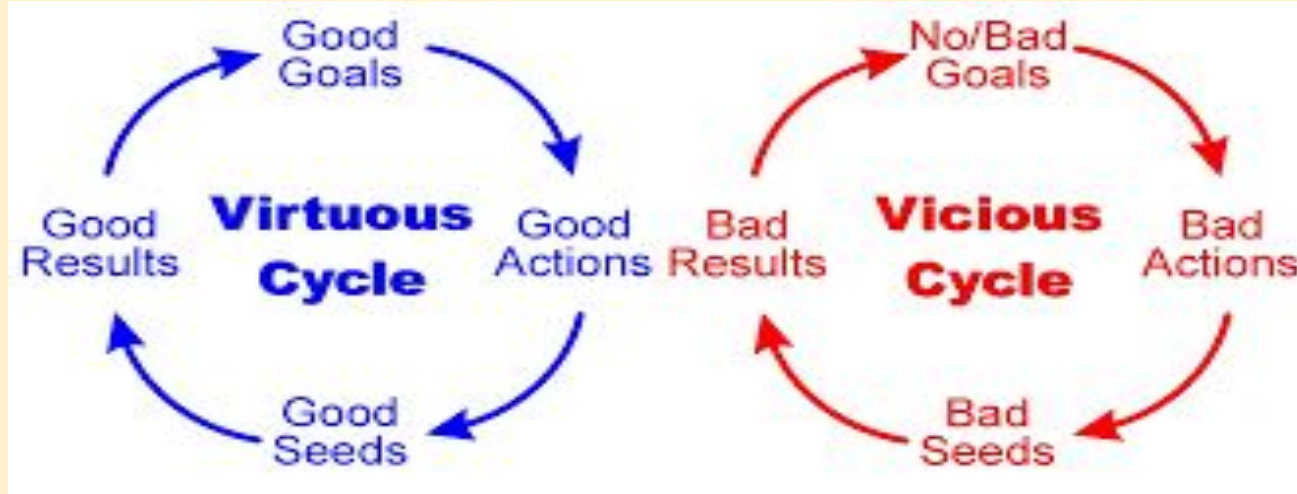 Good
Goals
Virtuous
Cycle
Good
Actions
Good
Seeds
Good
Results
No/Bad
Goals
Vicious
Cycle
Bad
Actions
Bad
Seeds
Bad
Results